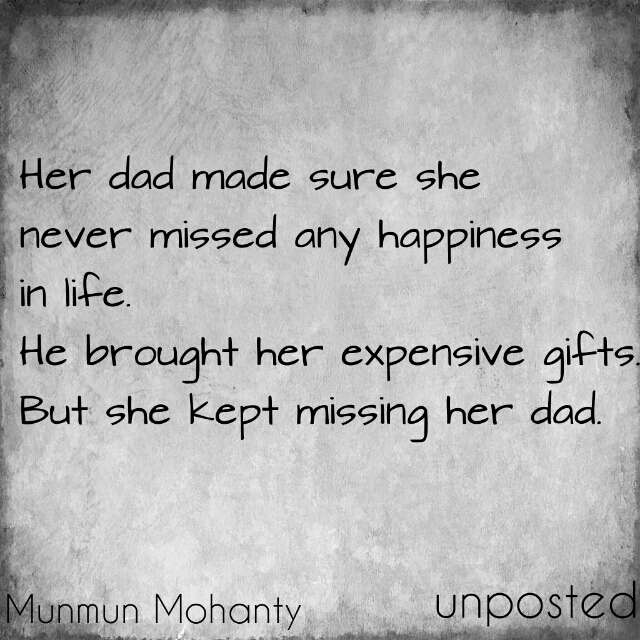 Her dad made sure she
never missed any happiness
in life.
He brought her expensive gifts.
But she kept missing her dad.
Munmun Mohanty
unposted